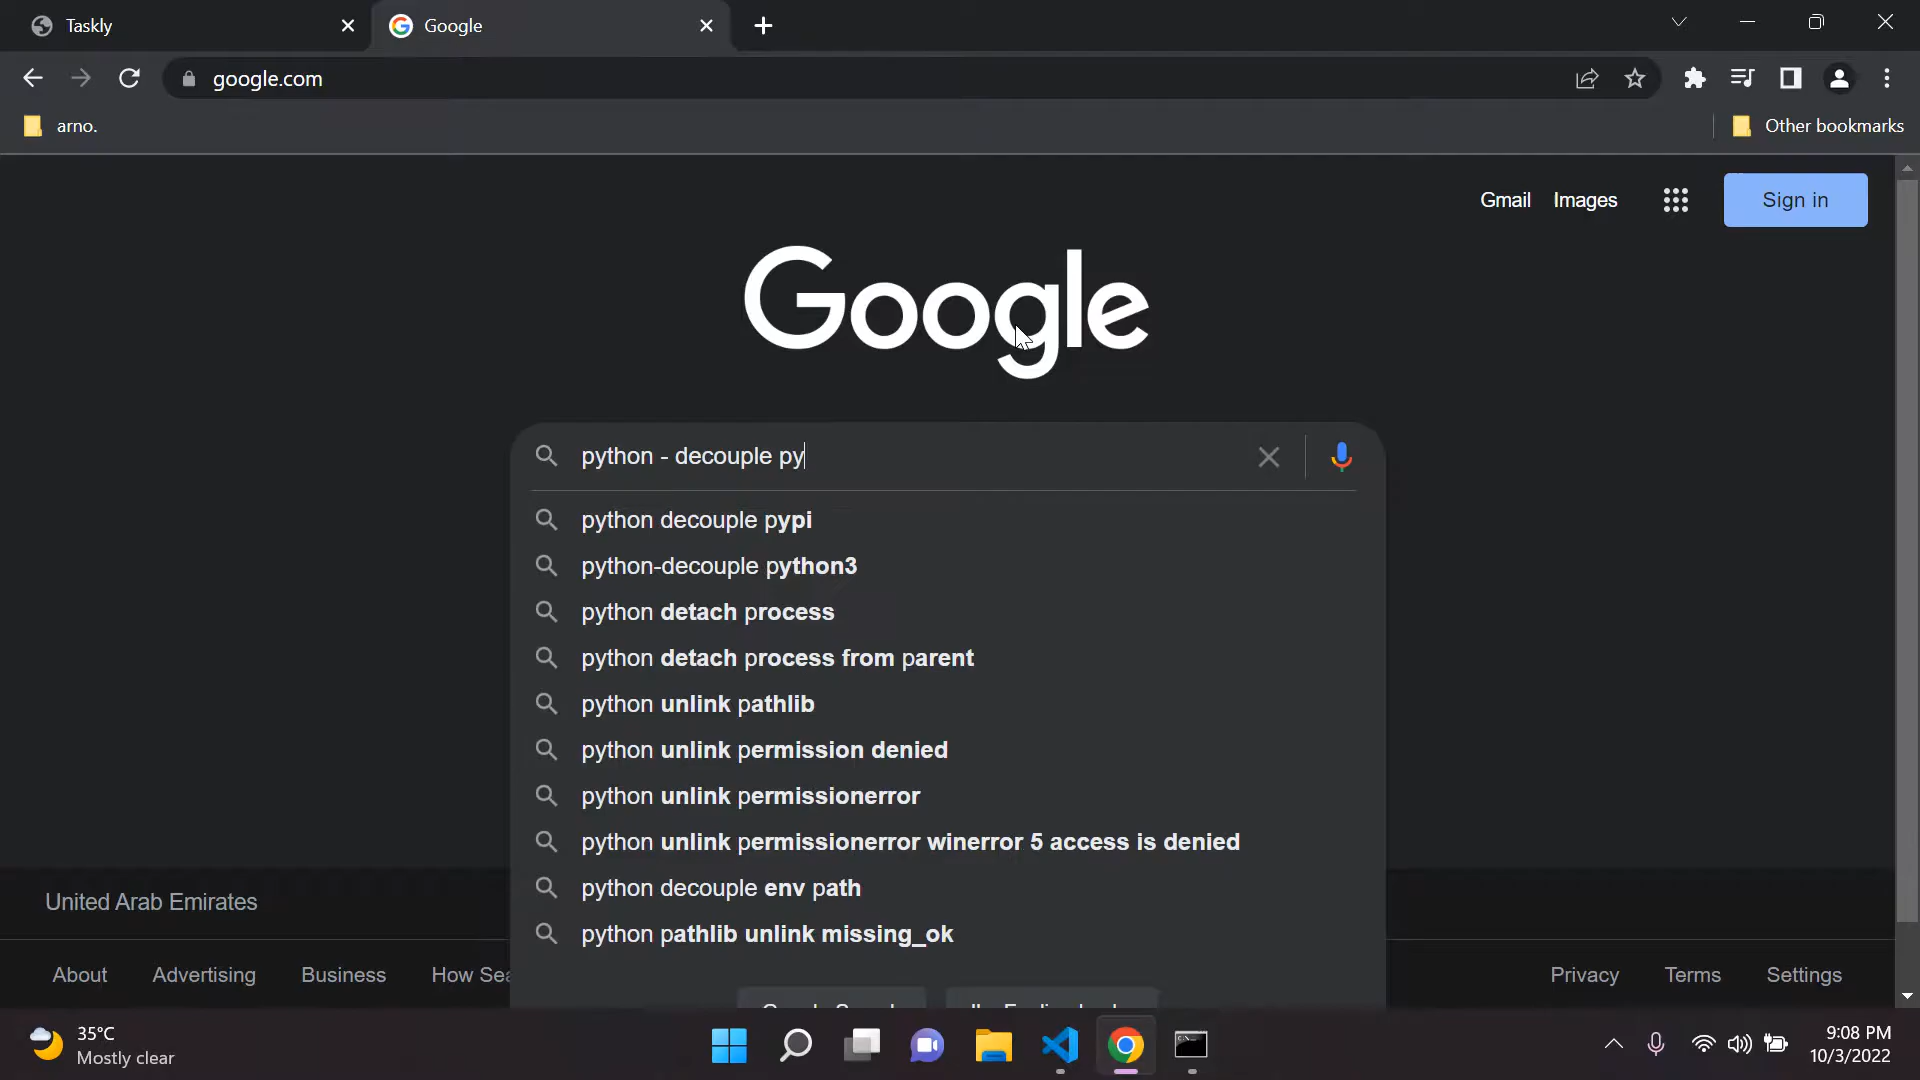 Taskly
Google
google.com
arno.
Other bookmarks
Gmail
Images
Sign in
Google
python - decouple py
python decouple pypi
python-decouple python3
python detach process
python detach process from parent
python unlink pathlib
python unlink permission denied
python unlink permissionerror
python unlink permissionerror winerror 5 access is denied
python decouple env path
python pathlib unlink missing_ok
United Arab Emirates
About
Advertising
Business
How Sea
Privacy
Terms
Settings
35°C
Mostly clear
9:08 PM
10/3/2022